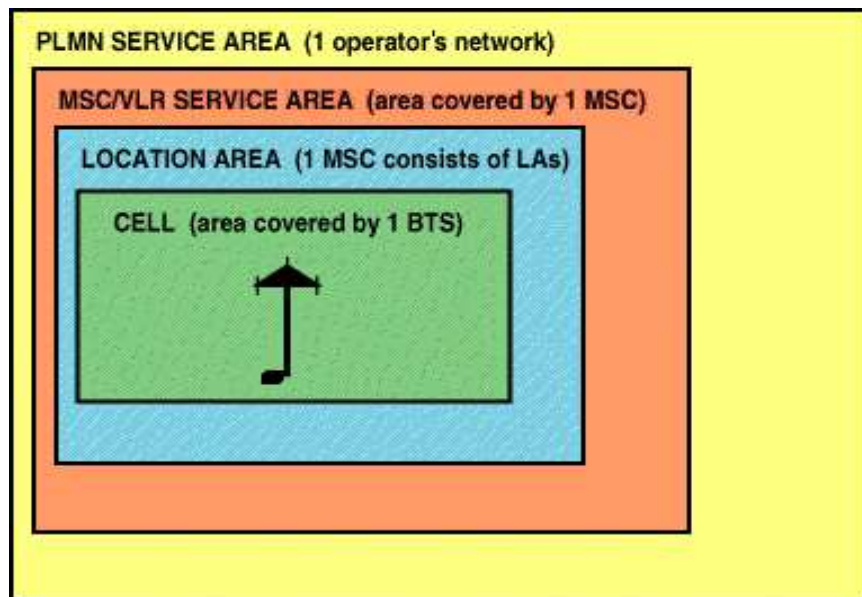 PLMN SERVICE AREA (1 operator's network)
MSC/VLR SERVICE AREA (area covered by 1 MSC)
LOCATION AREA (1 MSC consists of LAs)
CELL (area covered by 1 BTS)